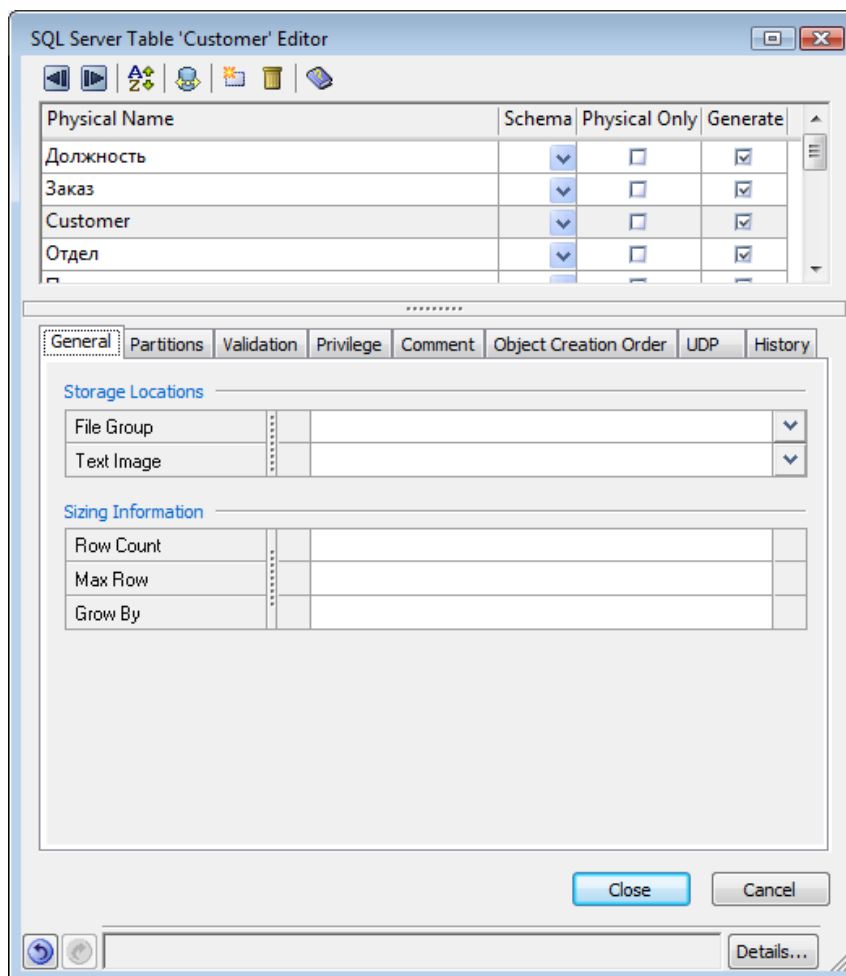 SQL Server Table 'Customer' Editor
Physical Name Schema Physical Only Generate
Должность
Заказ
Customer
Отдел
General Partitions Validation Privilege Comment Object Creation Order UDP History
Storage Locations
File Group
Text Image
Sizing Information
Row Count
Max Row
Grow By
Close Cancel
Details...